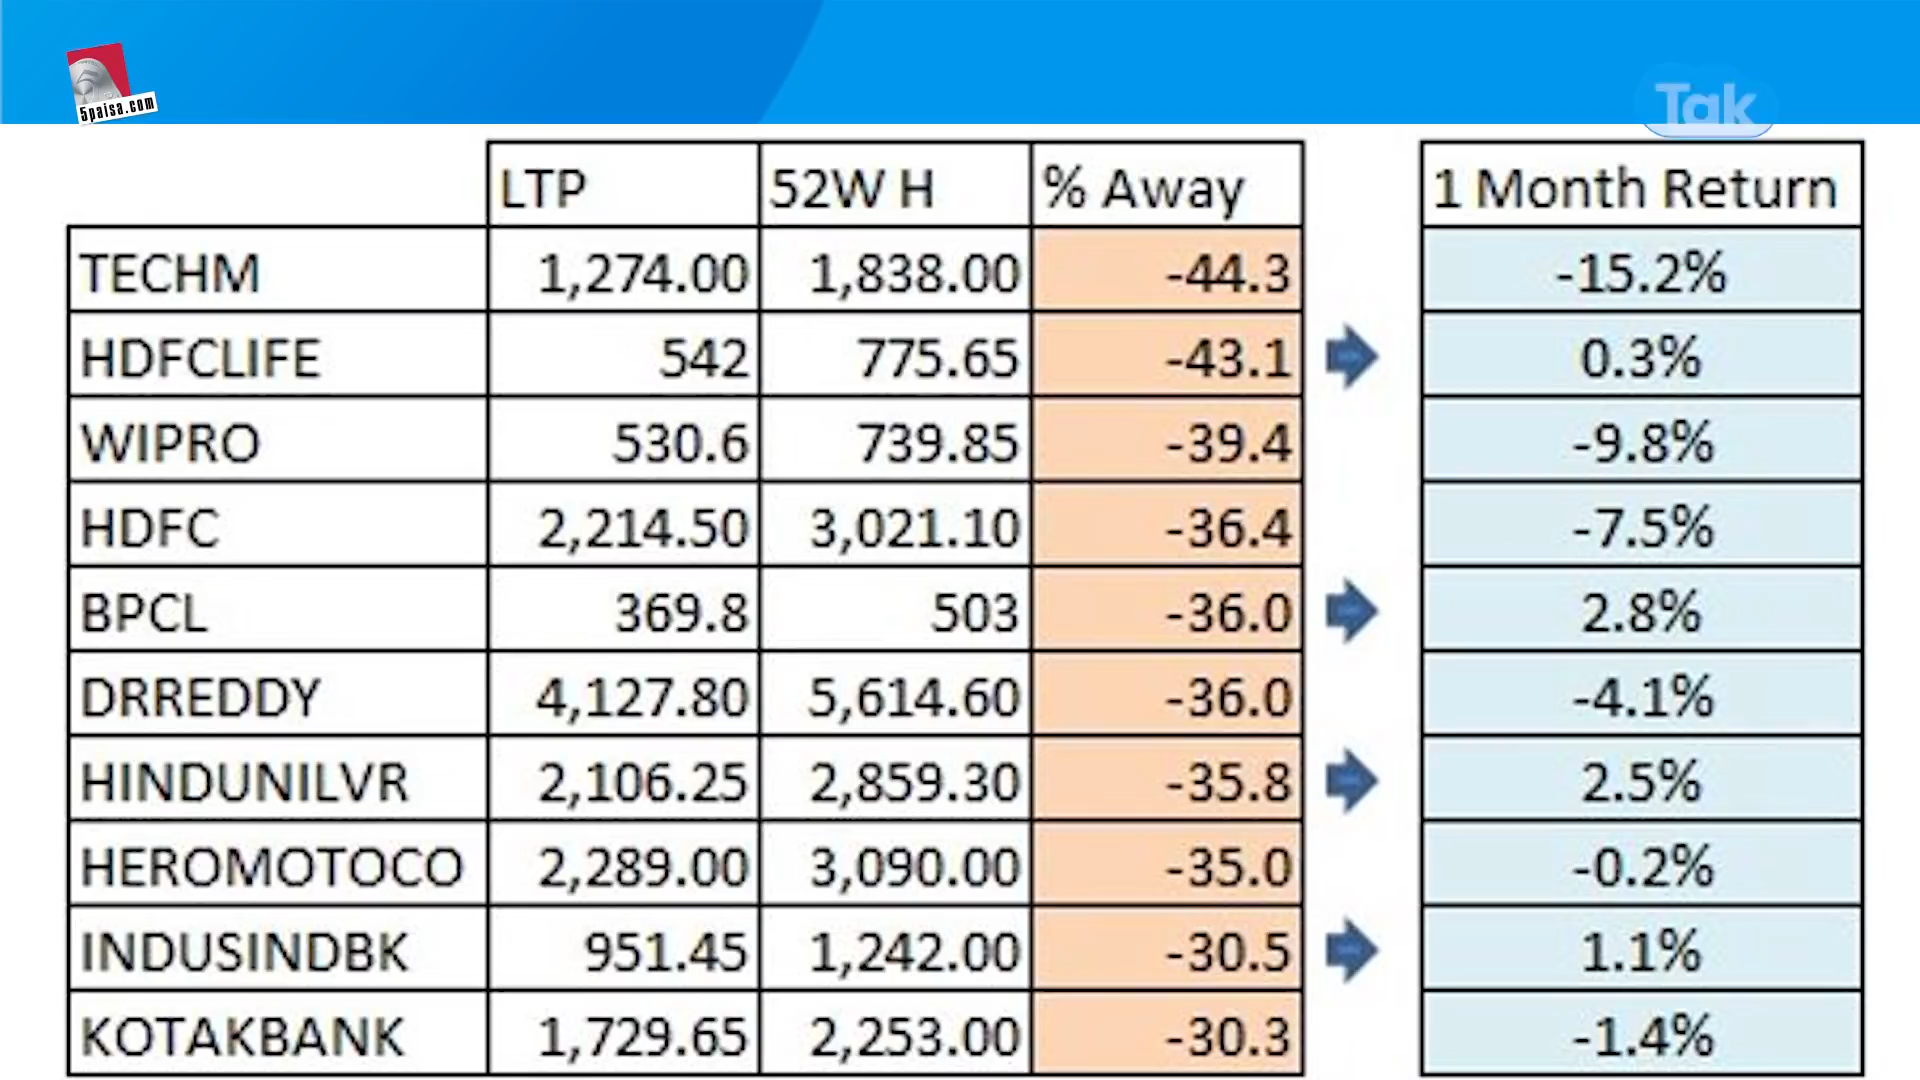 5paisa.com
Tak
LTP 52W H % Away 1 Month Return
TECHM 1,274.00 1,838.00 -44.3 -15.2%
HDFCLIFE 542 775.65 -43.1 0.3%
WIPRO 530.6 739.85 -39.4 -9.8%
HDFC 2,214.50 3,021.10 -36.4 -7.5%
BPCL 369.8 503 -36.0 2.8%
DRREDDY 4,127.80 5,614.60 -36.0 -4.1%
HINDUNILVR 2,106.25 2,859.30 -35.8 2.5%
HEROMOTOCO 2,289.00 3,090.00 -35.0 -0.2%
INDUSINDBK 951.45 1,242.00 -30.5 1.1%
KOTAKBANK 1,729.65 2,253.00 -30.3 -1.4%